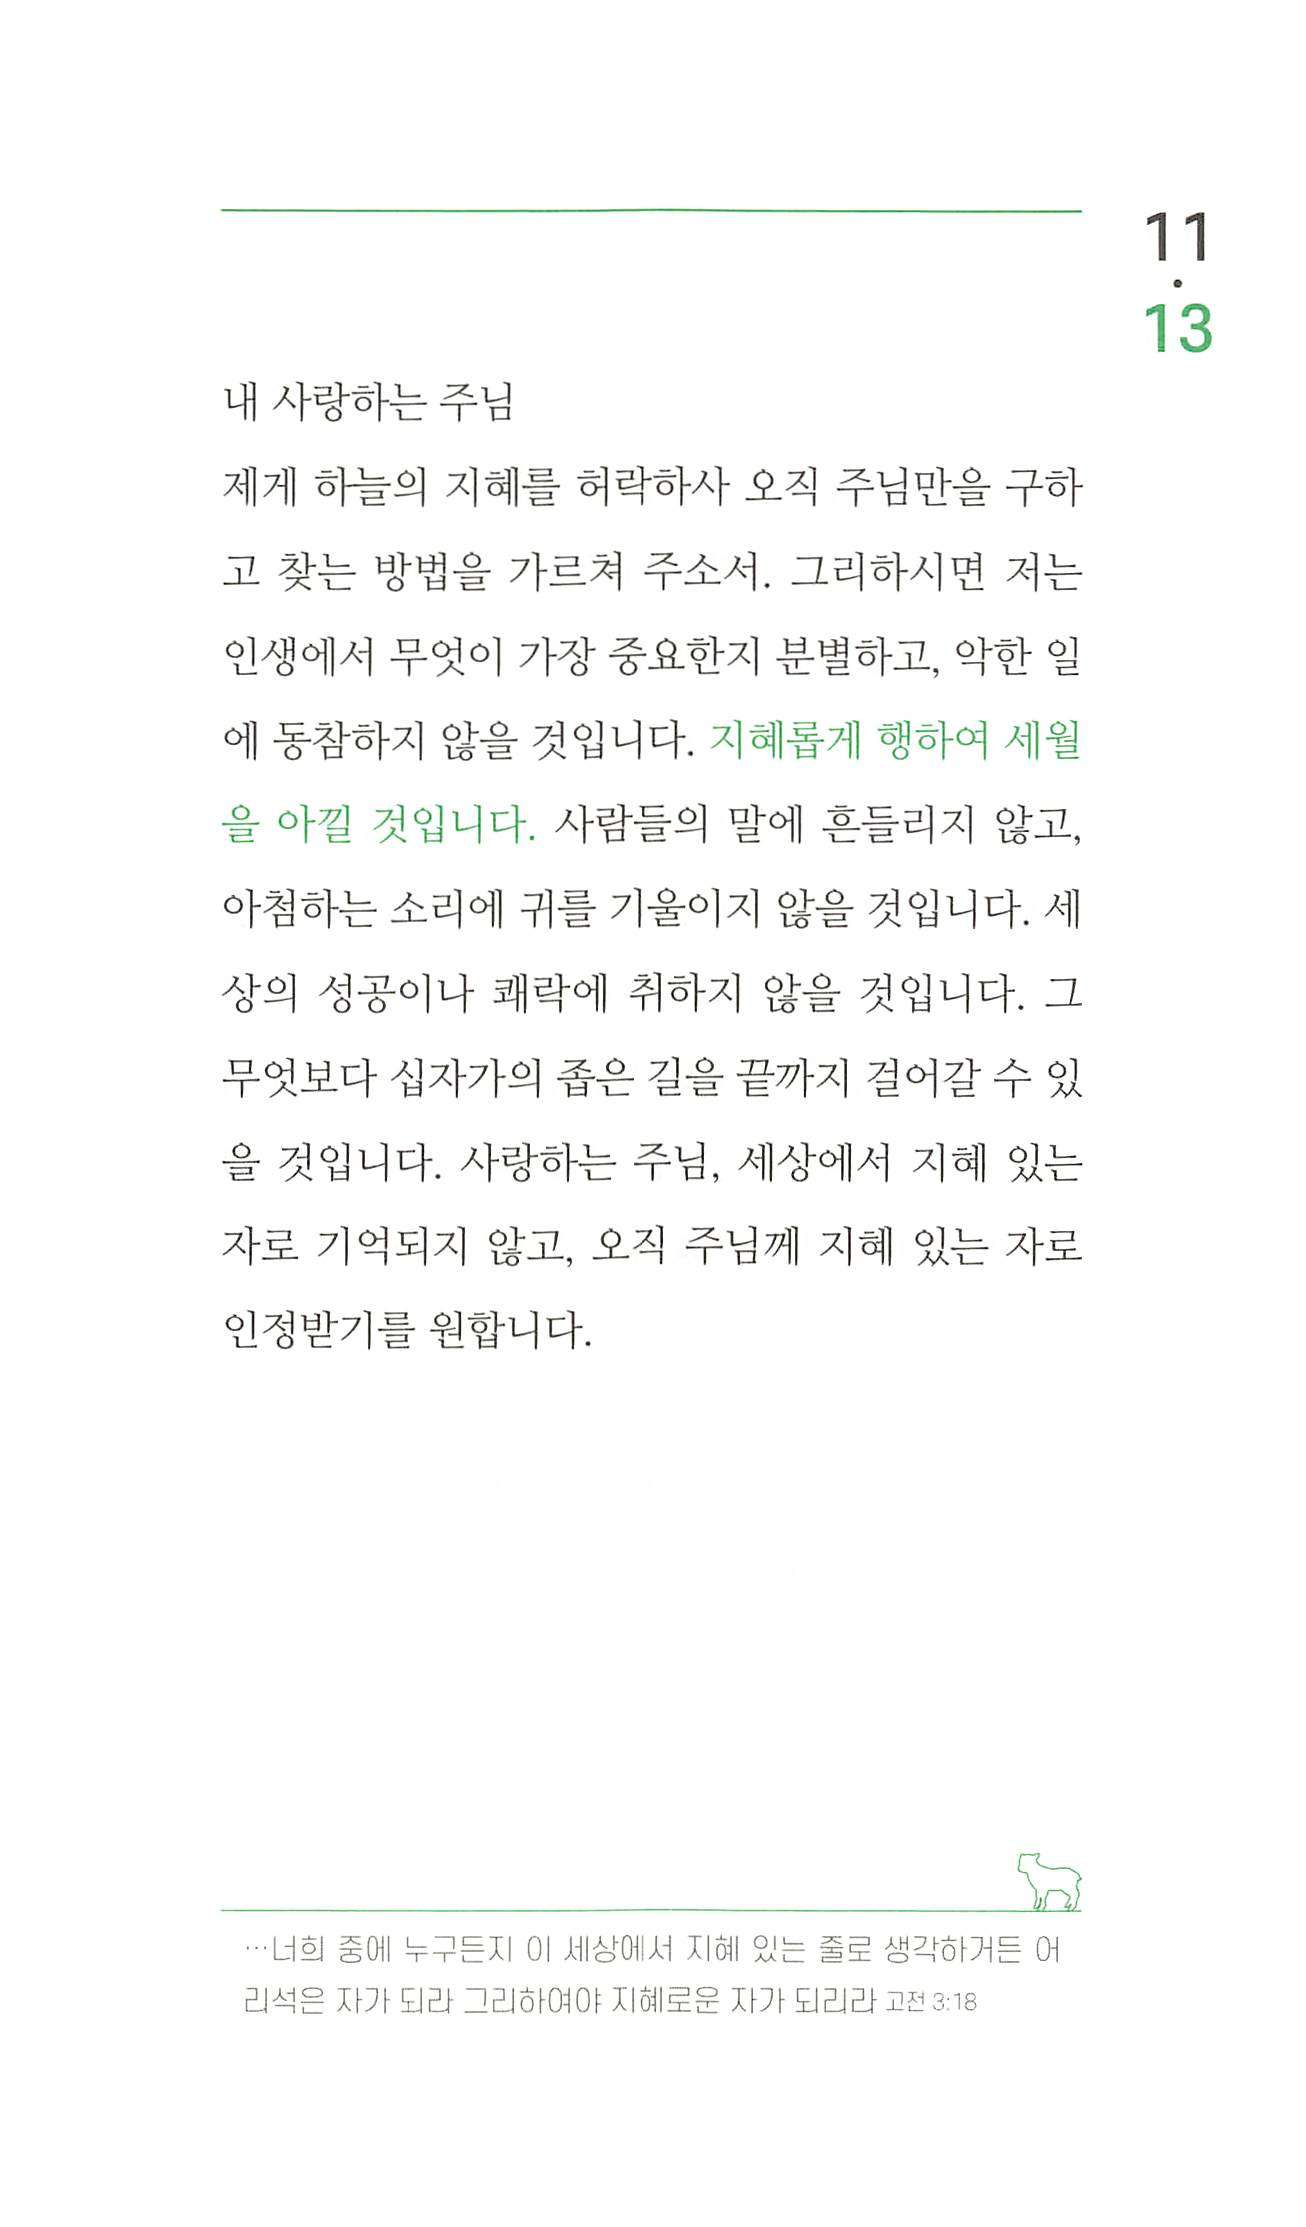 11
·
13
내 사랑하는 주님
제게 하늘의 지혜를 허락하사 오직 주님만을 구하
고 찾는 방법을 가르쳐 주소서. 그리하시면 저는
인생에서 무엇이 가장 중요한지 분별하고, 악한 일
에 동참하지 않을 것입니다. 지혜롭게 행하여 세월
을 아낄 것입니다. 사람들의 말에 흔들리지 않고,
아첨하는 소리에 귀를 기울이지 않을 것입니다. 세
상의 성공이나 쾌락에 취하지 않을 것입니다. 그
무엇보다 십자가의 좁은 길을 끝까지 걸어갈 수 있
을 것입니다. 사랑하는 주님, 세상에서 지혜 있는
자로 기억되지 않고, 오직 주님께 지혜 있는 자로
인정받기를 원합니다.
…너희 중에 누구든지 이 세상에서 지혜 있는 줄로 생각하거든 어
리석은 자가 되라 그리하여야 지혜로운 자가 되리라 고전 3:18